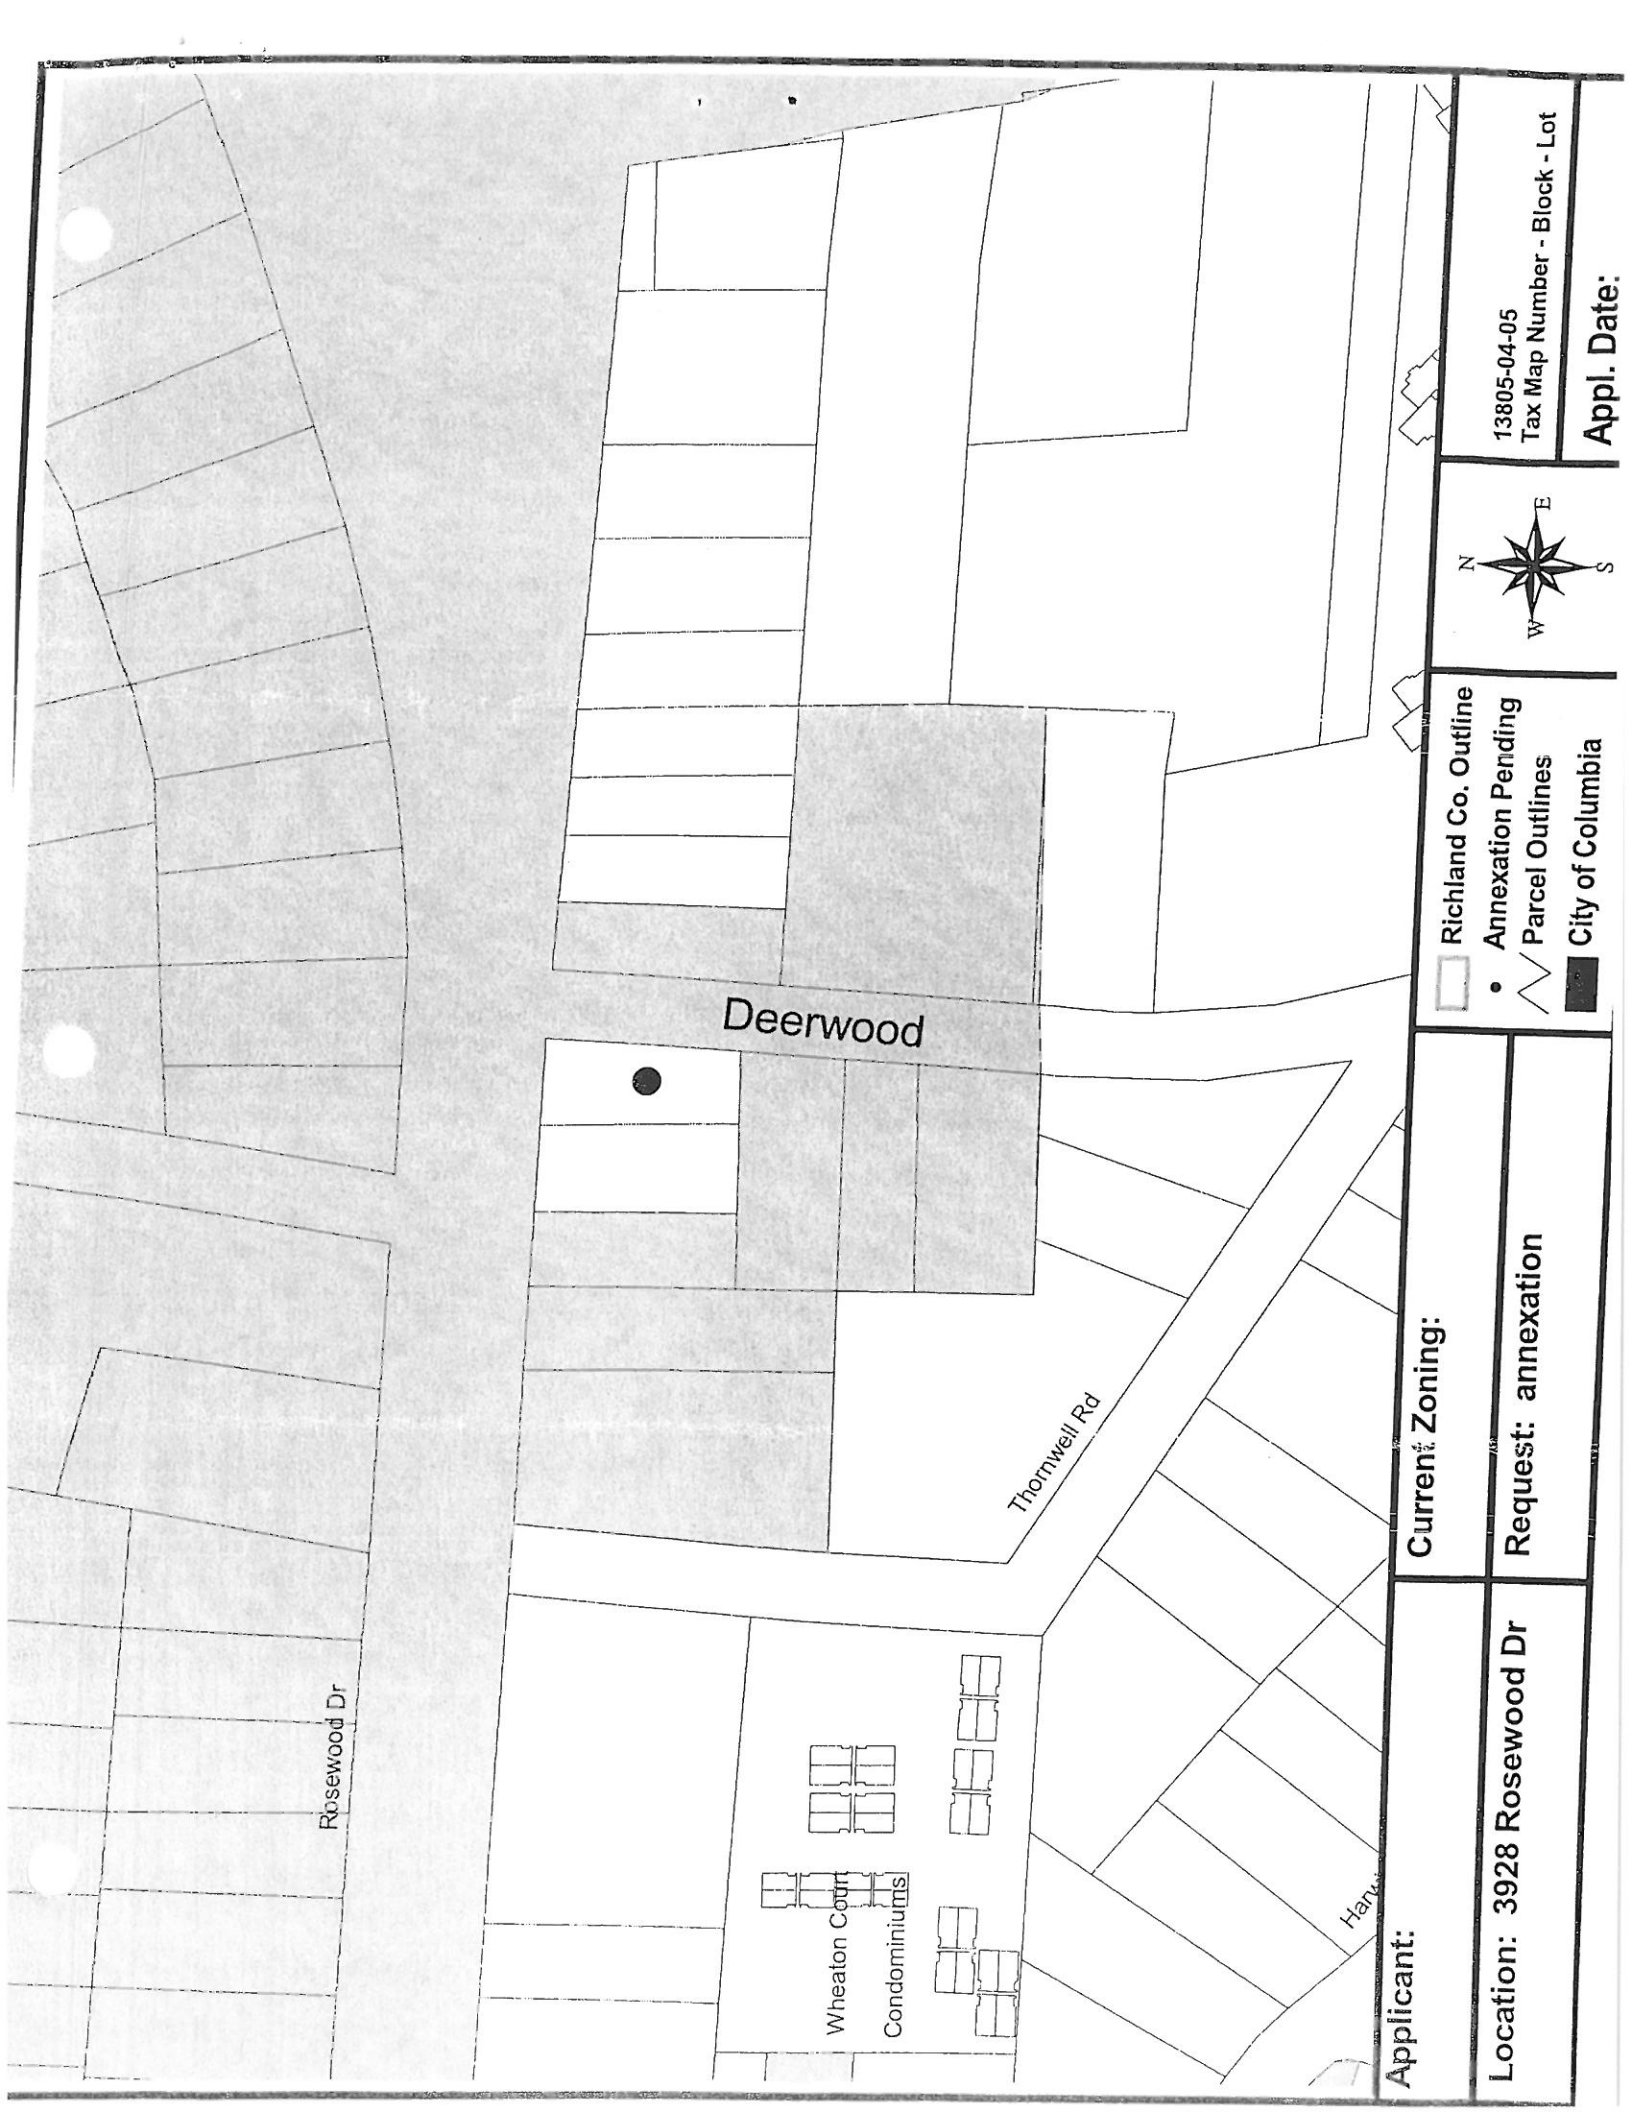 Rosewood Dr
Deerwood
Thornwell Rd
Wheaton Court
Condominiums
Applicant:
Current Zoning:
Location: 3928 Rosewood Dr
Request: annexation
Richland Co. Outline
Annexation Pending
Parcel Outlines
City of Columbia
N
W
E
S
13805-04-05
Tax Map Number - Block - Lot
Appl. Date: